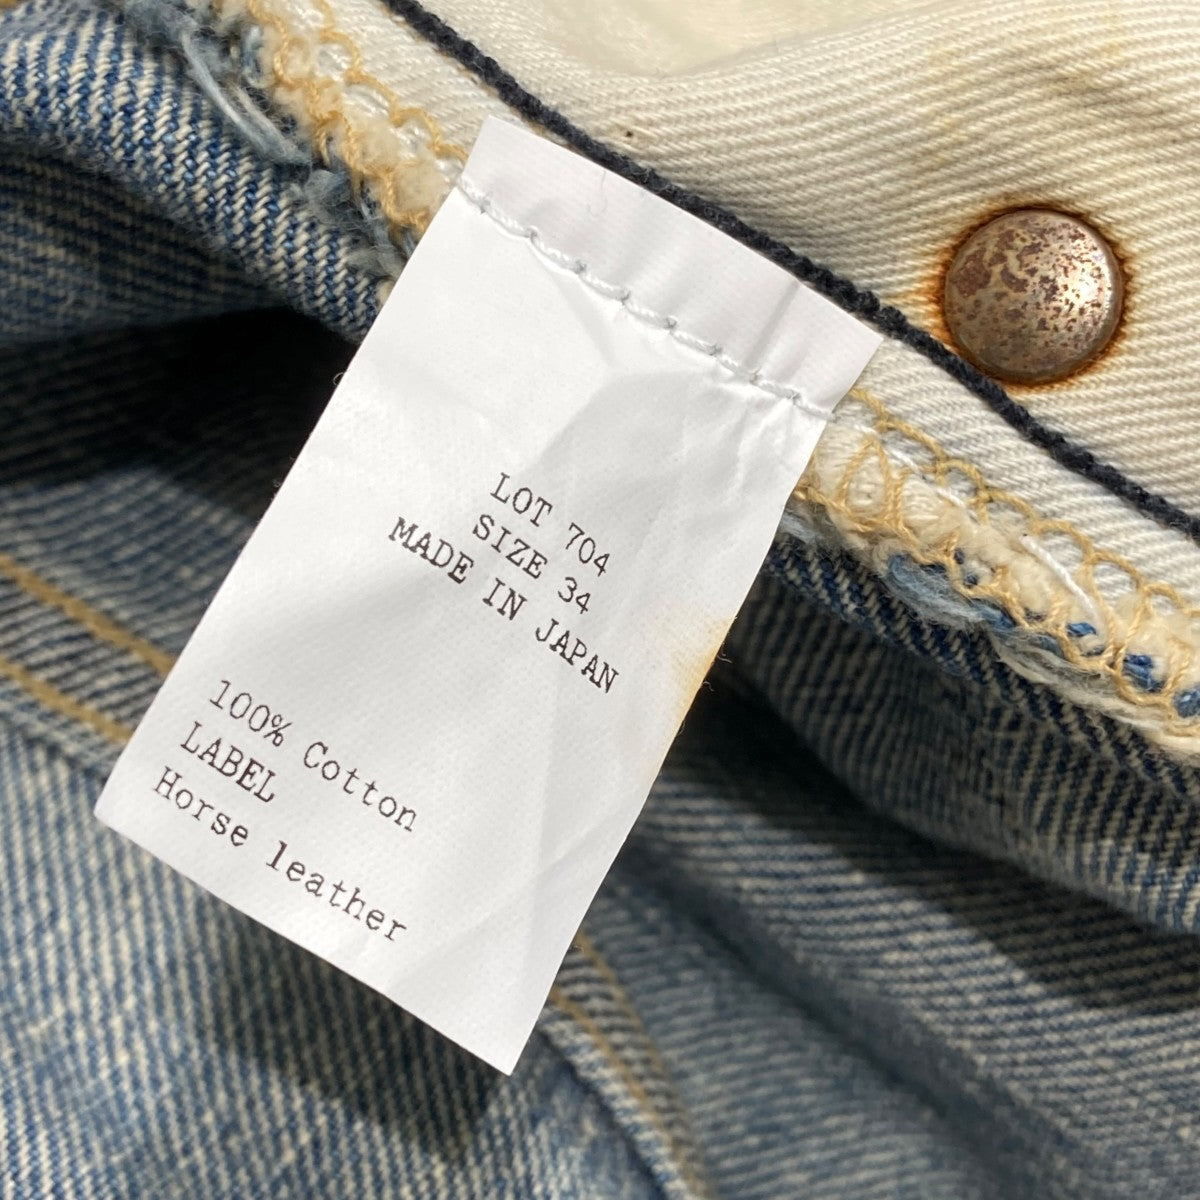 LOT 704
SIZE 34
MADE IN JAPAN
100% Cotton
LABEL
Horse leather